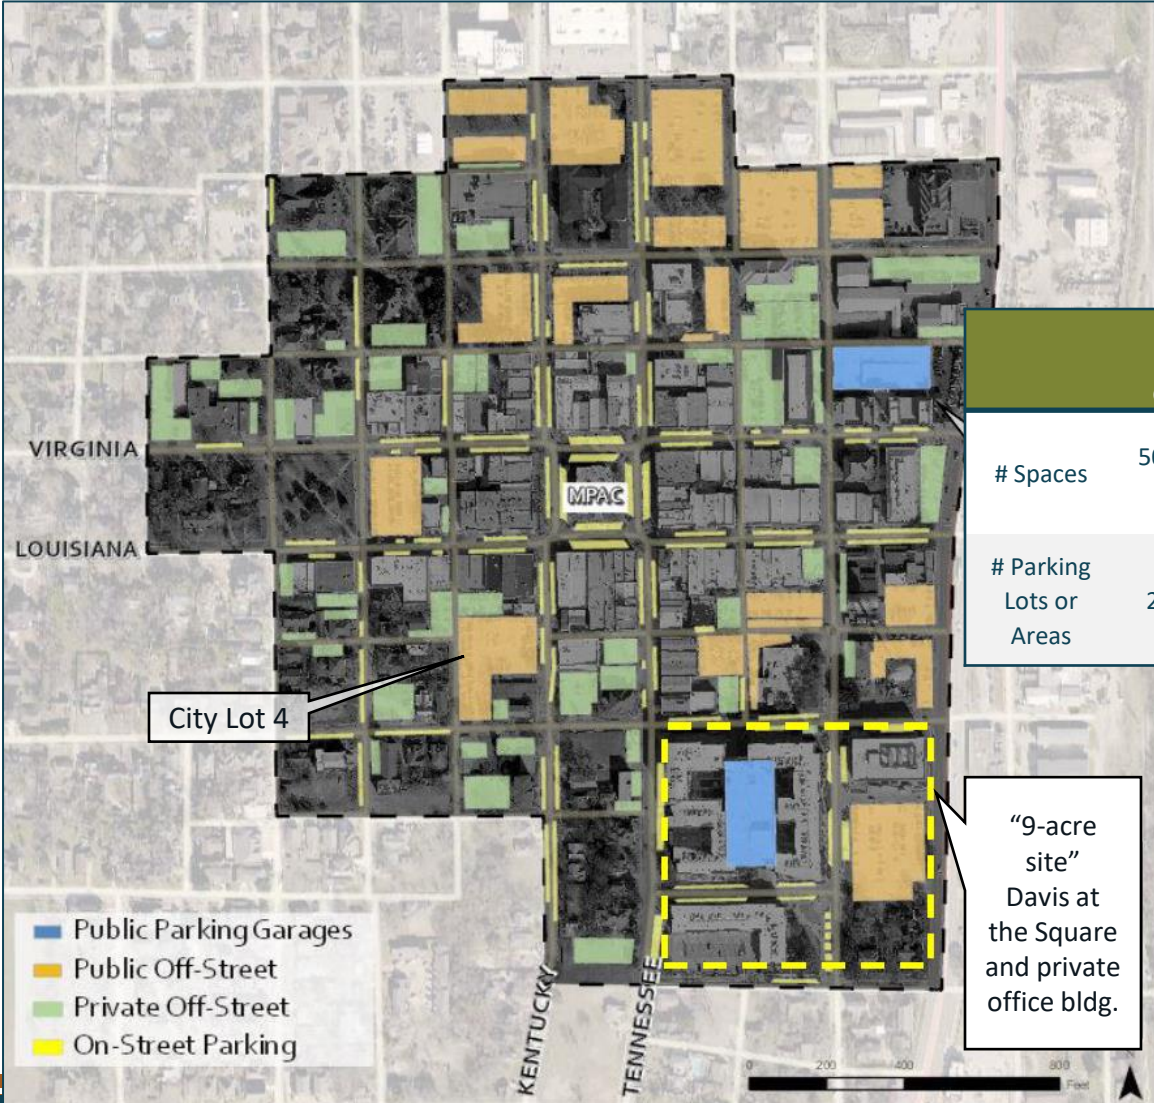 VIRGINIA
MPAC
LOUISIANA
# Spaces
# Parking
Lots or
Areas
City Lot 4
“9-acre
site”
Davis at
the Square
and private
office bldg.
Public Parking Garages
Public Off-Street
Private Off-Street
On-Street Parking
KENTUCKY
TENNESSEE
0 200 400 800
Feet